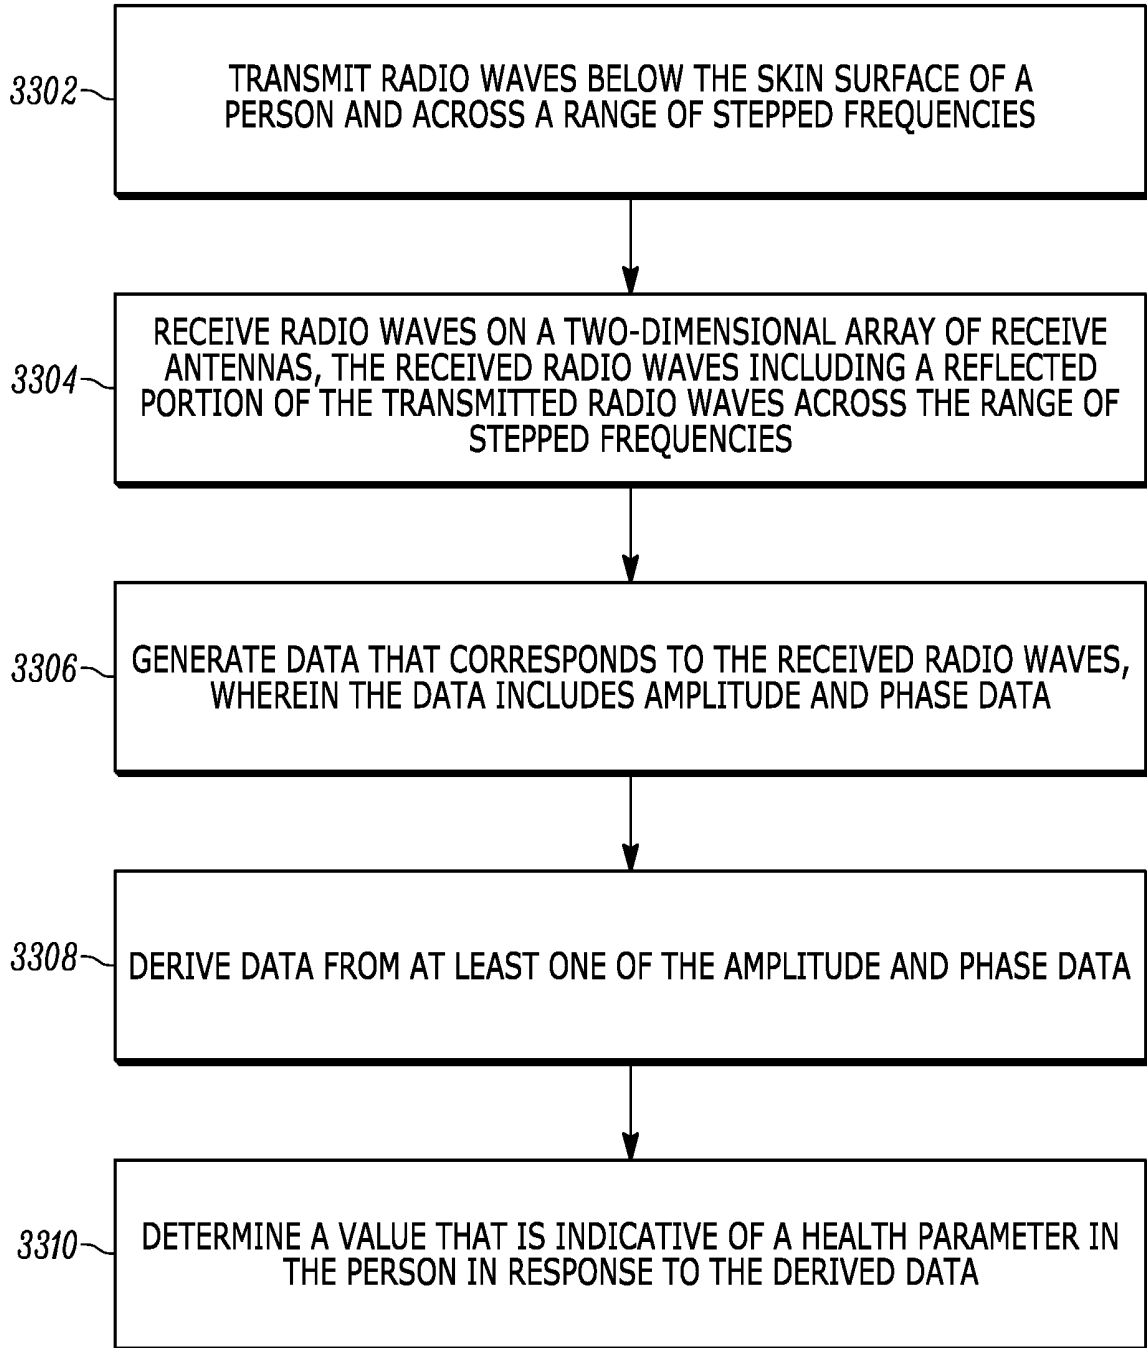 3302
TRANSMIT RADIO WAVES BELOW THE SKIN SURFACE OF A
PERSON AND ACROSS A RANGE OF STEPPED FREQUENCIES
3304
RECEIVE RADIO WAVES ON A TWO-DIMENSIONAL ARRAY OF RECEIVE
ANTENNAS, THE RECEIVED RADIO WAVES INCLUDING A REFLECTED
PORTION OF THE TRANSMITTED RADIO WAVES ACROSS THE RANGE OF
STEPPED FREQUENCIES
3306
GENERATE DATA THAT CORRESPONDS TO THE RECEIVED RADIO WAVES,
WHEREIN THE DATA INCLUDES AMPLITUDE AND PHASE DATA
3308
DERIVE DATA FROM AT LEAST ONE OF THE AMPLITUDE AND PHASE DATA
3310
DETERMINE A VALUE THAT IS INDICATIVE OF A HEALTH PARAMETER IN
THE PERSON IN RESPONSE TO THE DERIVED DATA